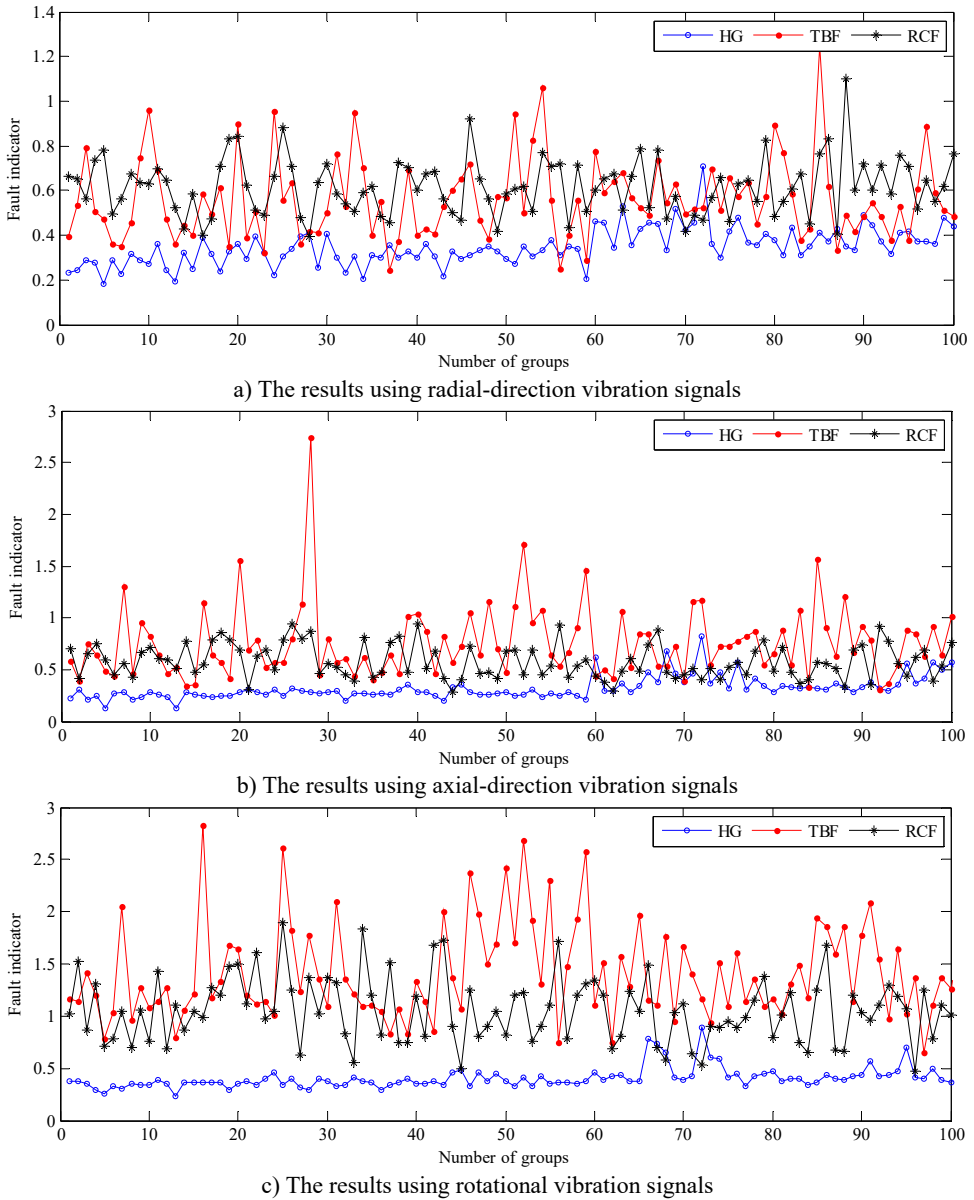 1.4
1.2
1
0.8
0.6
0.4
0.2
0
Fault indicator
HG TBF RCF
0 10 20 30 40 50 60 70 80 90 100
Number of groups
a) The results using radial-direction vibration signals
3
2.5
2
1.5
1
0.5
0
Fault indicator
HG TBF RCF
0 10 20 30 40 50 60 70 80 90 100
Number of groups
b) The results using axial-direction vibration signals
3
2.5
2
1.5
1
0.5
0
Fault indicator
HG TBF RCF
0 10 20 30 40 50 60 70 80 90 100
Number of groups
c) The results using rotational vibration signals